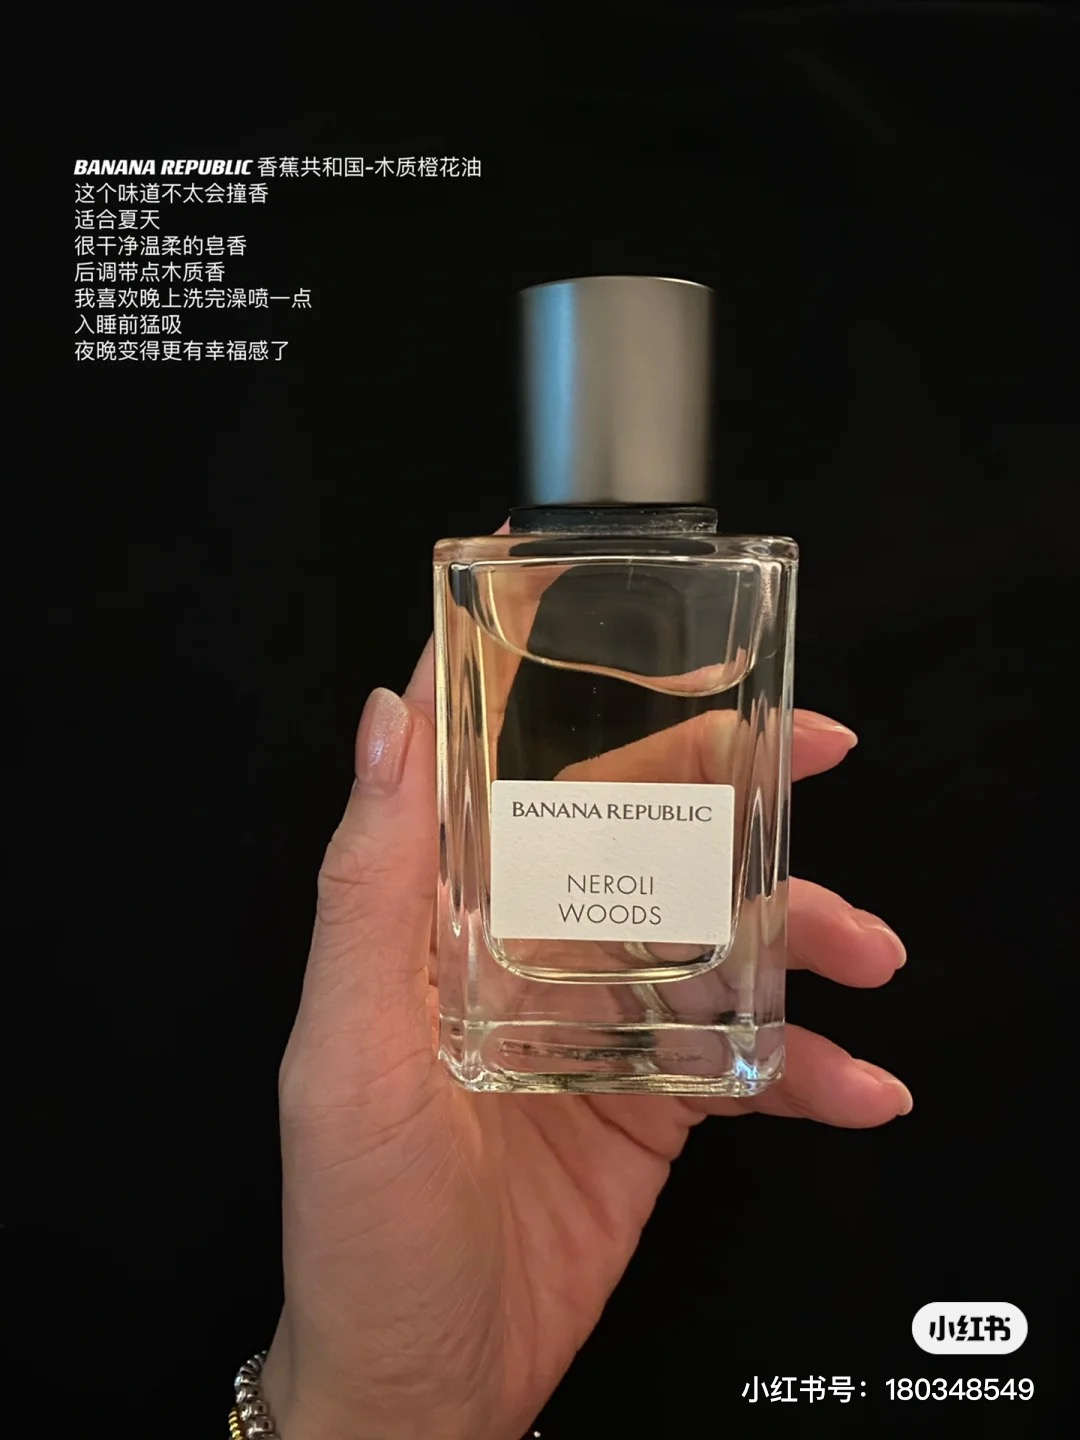 BANANA REPUBLIC 香蕉共和国-木质橙花油
这个味道不太会撞香
适合夏天
很干净温柔的皂香
后调带点木质香
我喜欢晚上洗完澡喷一点
入睡前猛吸
夜晚变得更有幸福感了
BANANA REPUBLIC
NEROLI
WOODS
小红书
小红书号：180348549